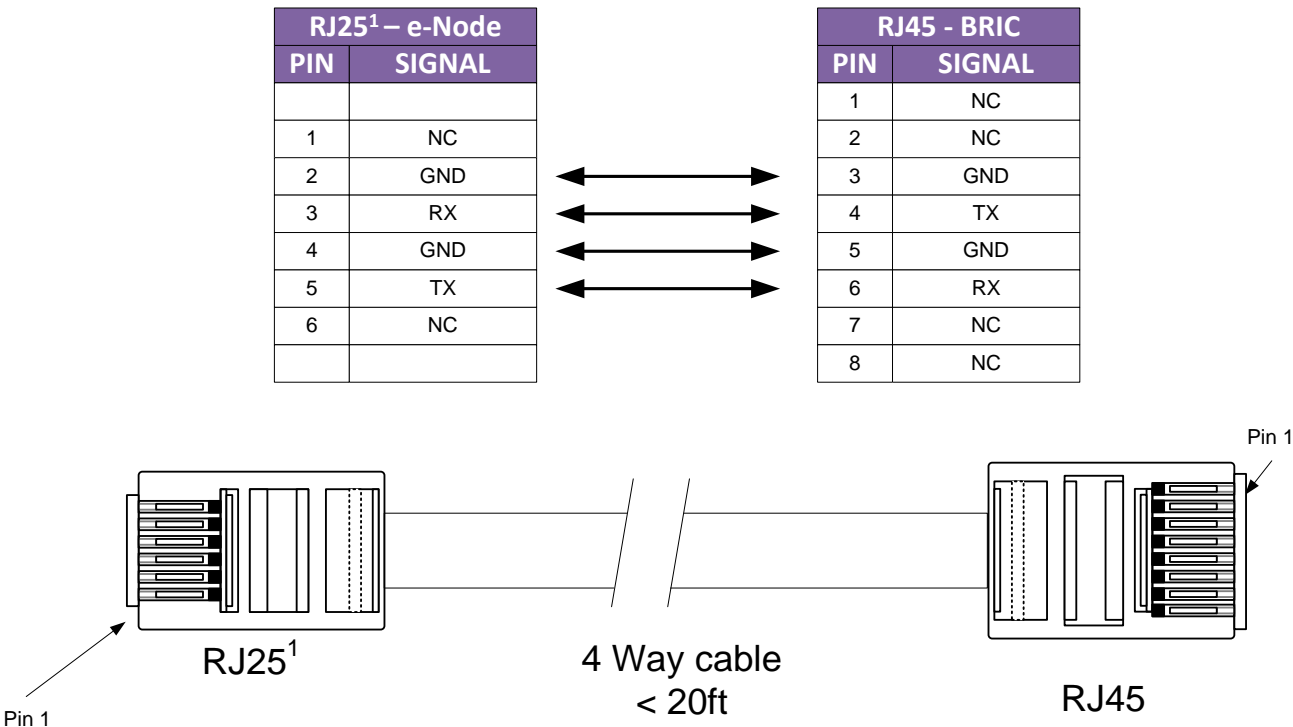 RJ25¹ – e-Node
PIN SIGNAL
1 NC
2 GND
3 RX
4 GND
5 TX
6 NC
RJ45 - BRIC
PIN SIGNAL
1 NC
2 NC
3 GND
4 TX
5 GND
6 RX
7 NC
8 NC
Pin 1
RJ25¹
4 Way cable
< 20ft
RJ45
Pin 1